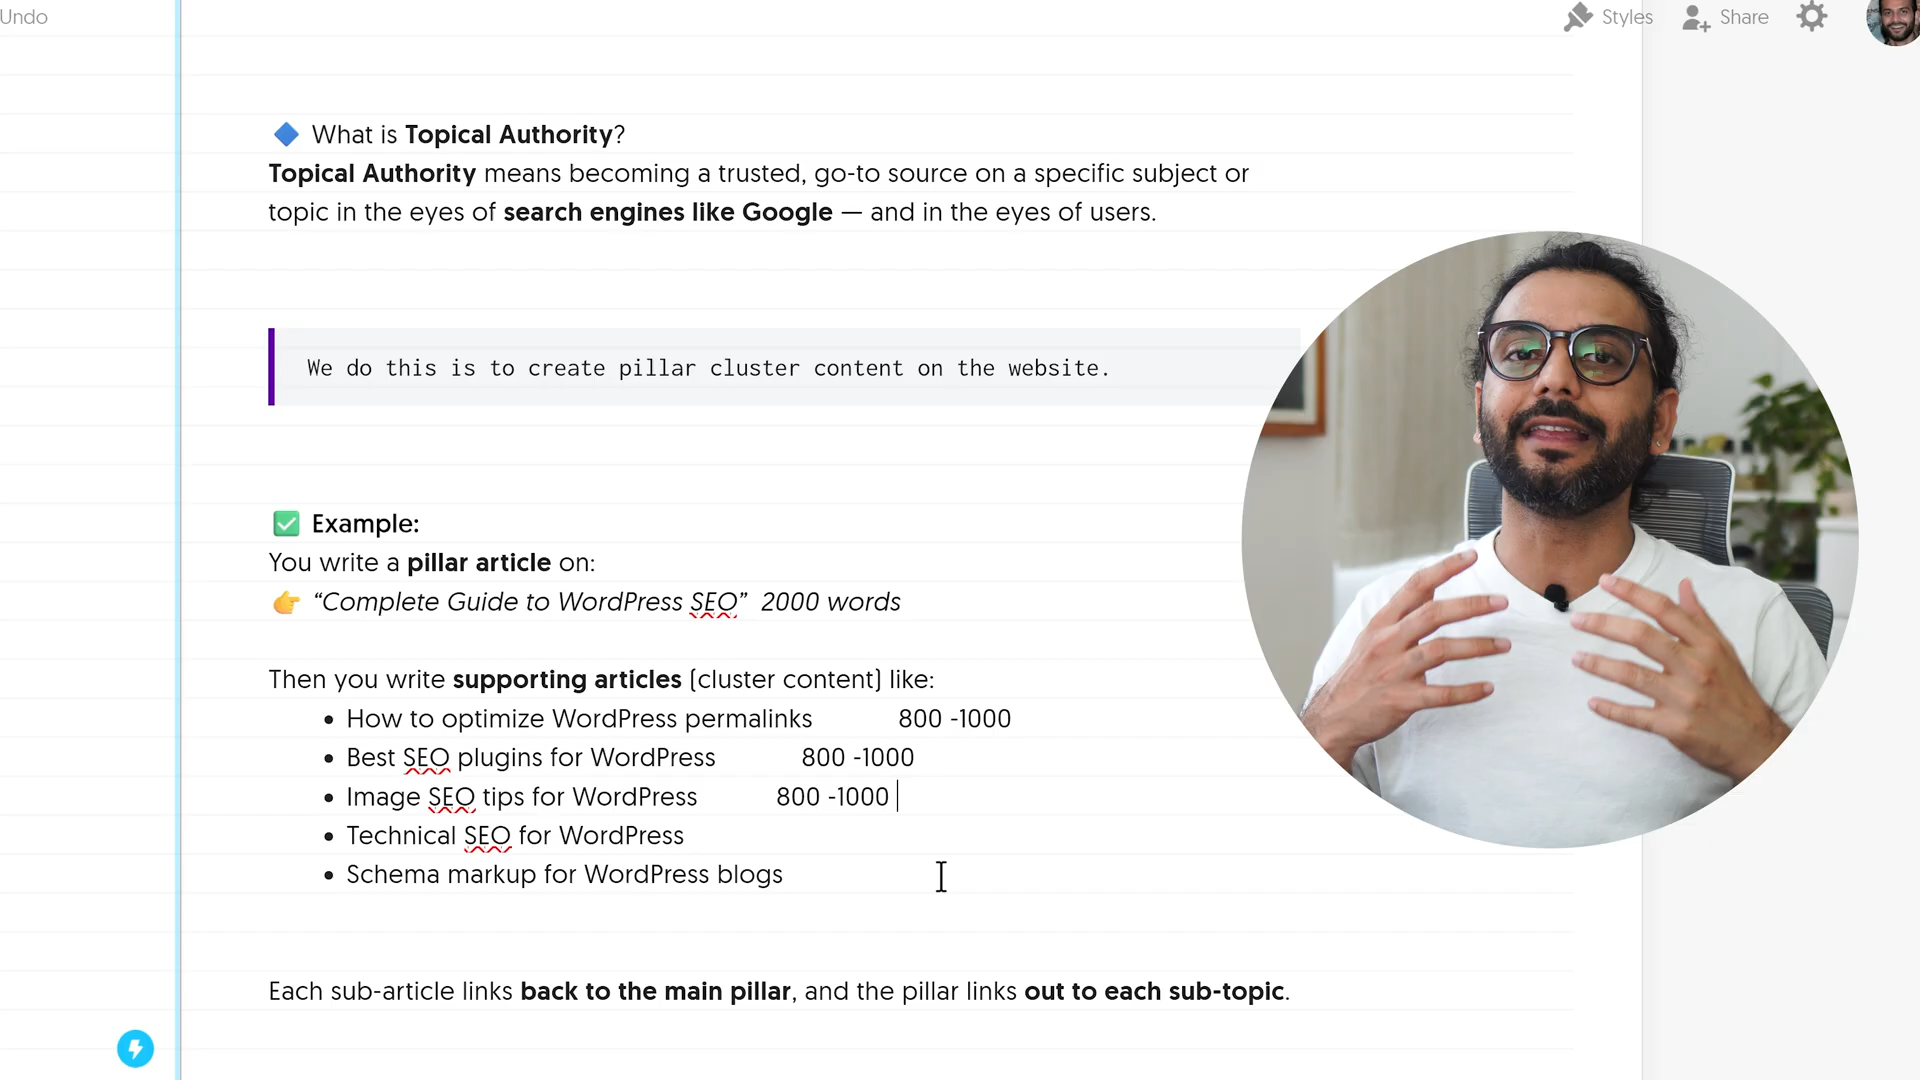 Undo
Styles Share
🔷 What is Topical Authority?
Topical Authority means becoming a trusted, go-to source on a specific subject or
topic in the eyes of search engines like Google — and in the eyes of users.
We do this is to create pillar cluster content on the website.
✅ Example:
You write a pillar article on:
👉 “Complete Guide to WordPress SEO” 2000 words
Then you write supporting articles (cluster content) like:
• How to optimize WordPress permalinks 800 -1000
• Best SEO plugins for WordPress 800 -1000
• Image SEO tips for WordPress 800 -1000
• Technical SEO for WordPress
• Schema markup for WordPress blogs
Each sub-article links back to the main pillar, and the pillar links out to each sub-topic.